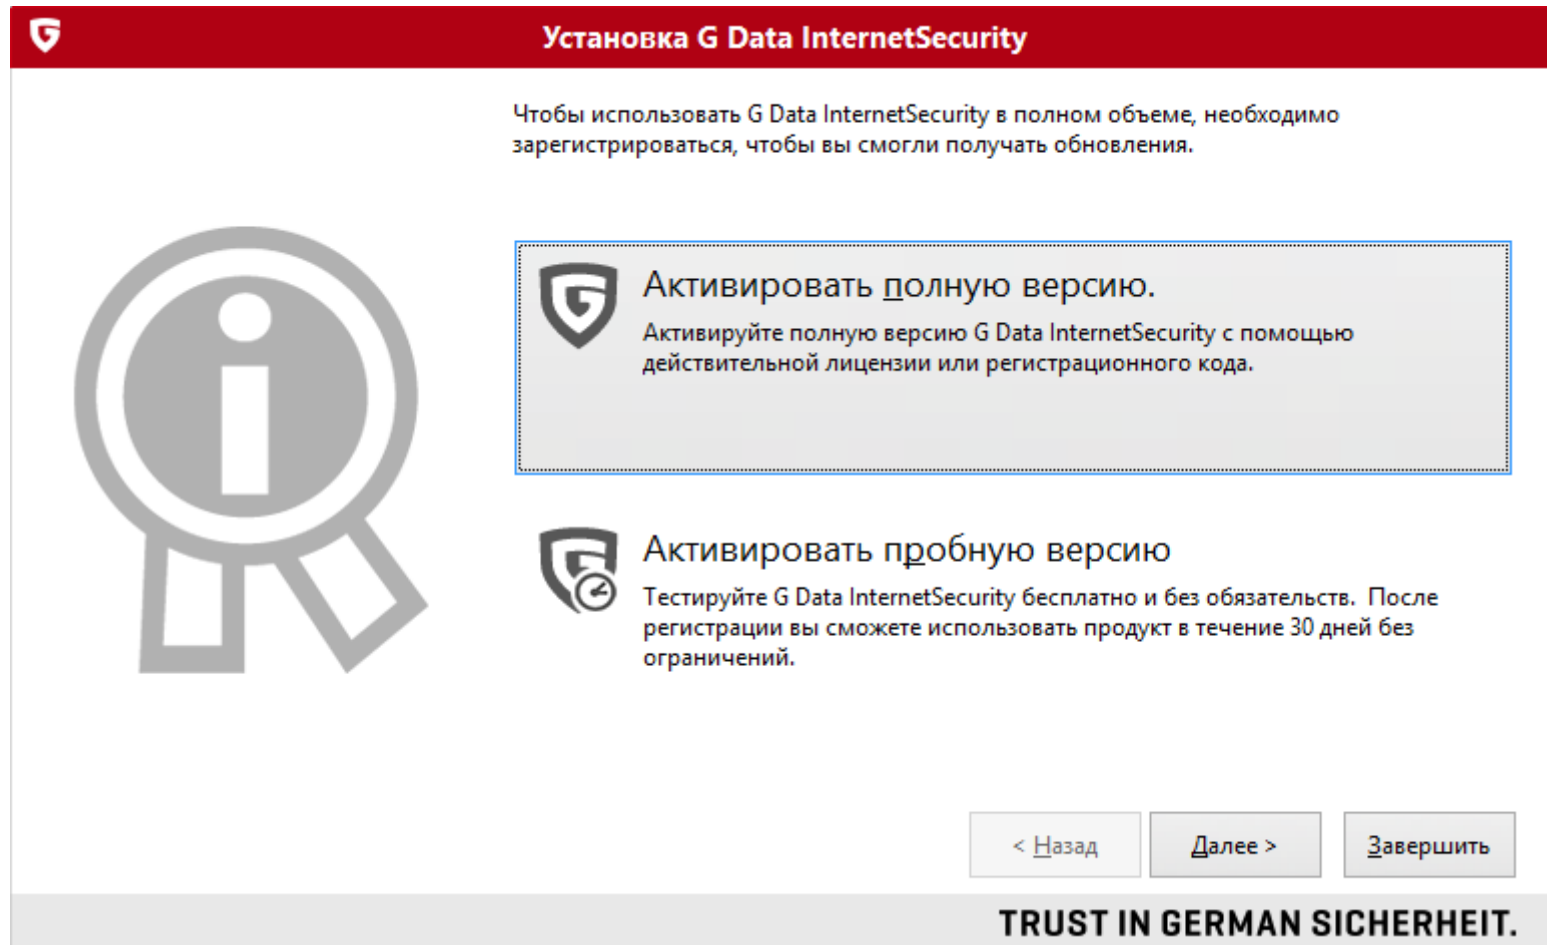 Установка G Data InternetSecurity
Чтобы использовать G Data InternetSecurity в полном объеме, необходимо
зарегистрироваться, чтобы вы смогли получать обновления.
Активировать полную версию.
Активируйте полную версию G Data InternetSecurity с помощью
действительной лицензии или регистрационного кода.
Активировать пробную версию
Тестируйте G Data InternetSecurity бесплатно и без обязательств. После
регистрации вы сможете использовать продукт в течение 30 дней без
ограничений.
< Назад Далее > Завершить
TRUST IN GERMAN SICHERHEIT.